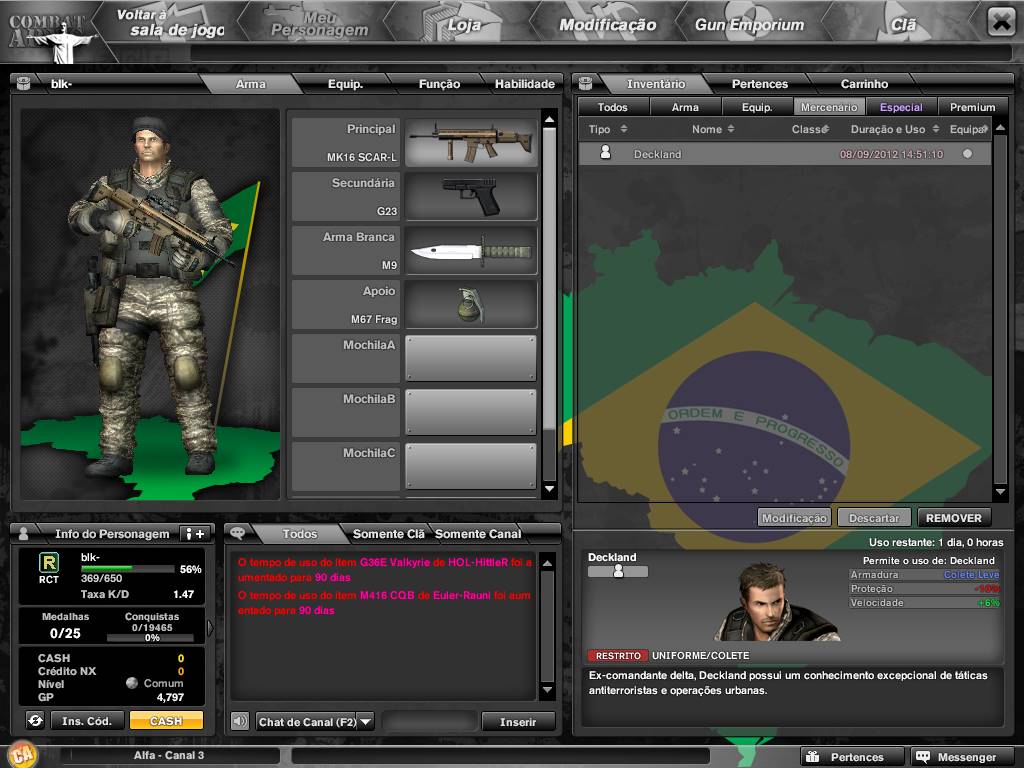 COMBAT ARMS
Voltar à sala de jogo
Meu Personagem
Loja
Modificação
Gun Emporium
Clã
blk-
Arma
Equip.
Função
Habilidade
Inventário
Pertences
Carrinho
Todos
Arma
Equip.
Mercenário
Especial
Premium
Tipo
Nome
Classe
Duração e Uso
Equipa
Deckland
08/09/2012 14:51:10
Principal
MK16 SCAR-L
Secundária
G23
Arma Branca
M9
Apoio
M67 Frag
MochilaA
MochilaB
MochilaC
ORDEM E PROGRESSO
Modificação
Descartar
REMOVER
Uso restante: 1 dia, 0 horas
Deckland
Permite o uso de: Deckland
Armadura Colete Leve
Proteção -10%
Velocidade +6%
RESTRITO UNIFORME/COLETE
Ex-comandante delta, Deckland possui um conhecimento excepcional de táticas
antiterroristas e operações urbanas.
Info do Personagem
i +
R
RCT
blk-
56%
369/650
Taxa K/D 1.47
Medalhas
0/25
Conquistas
0/19465
0%
CASH 0
Crédito NX 0
Nível Comum
GP 4,797
Ins. Cód.
CASH
Todos
Somente Clã
Somente Canal
O tempo de uso do item G36E Valkyrie de HOL-HittleR foi a
umentado para 90 dias
O tempo de uso do item M416 CQB de Euler-Rauni foi aum
entado para 90 dias
Chat de Canal (F2)
Inserir
CA
Alfa - Canal 3
Pertences
Messenger